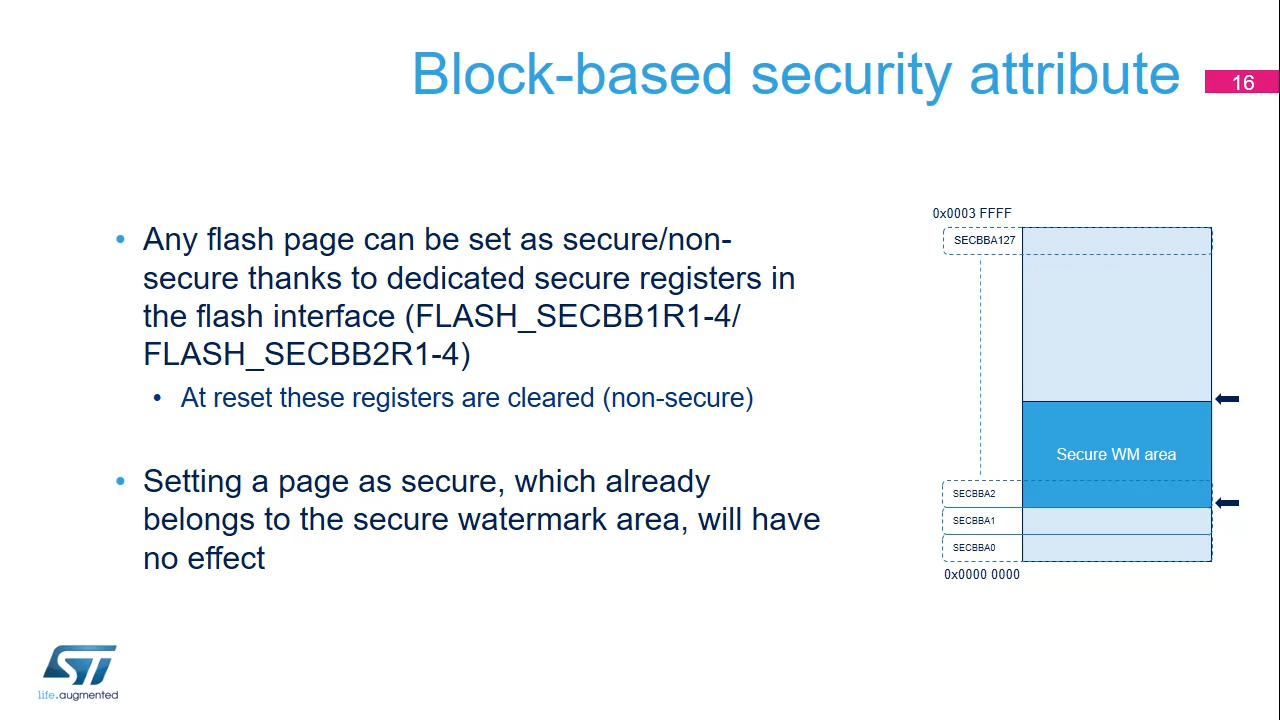 Block-based security attribute
16
• Any flash page can be set as secure/non-
secure thanks to dedicated secure registers in
the flash interface (FLASH_SECBB1R1-4/
FLASH_SECBB2R1-4)
• At reset these registers are cleared (non-secure)
• Setting a page as secure, which already
belongs to the secure watermark area, will have
no effect
0x0003 FFFF
SECBBA127
Secure WM area
SECBBA2
SECBBA1
SECBBA0
0x0000 0000
ST
life.augmented